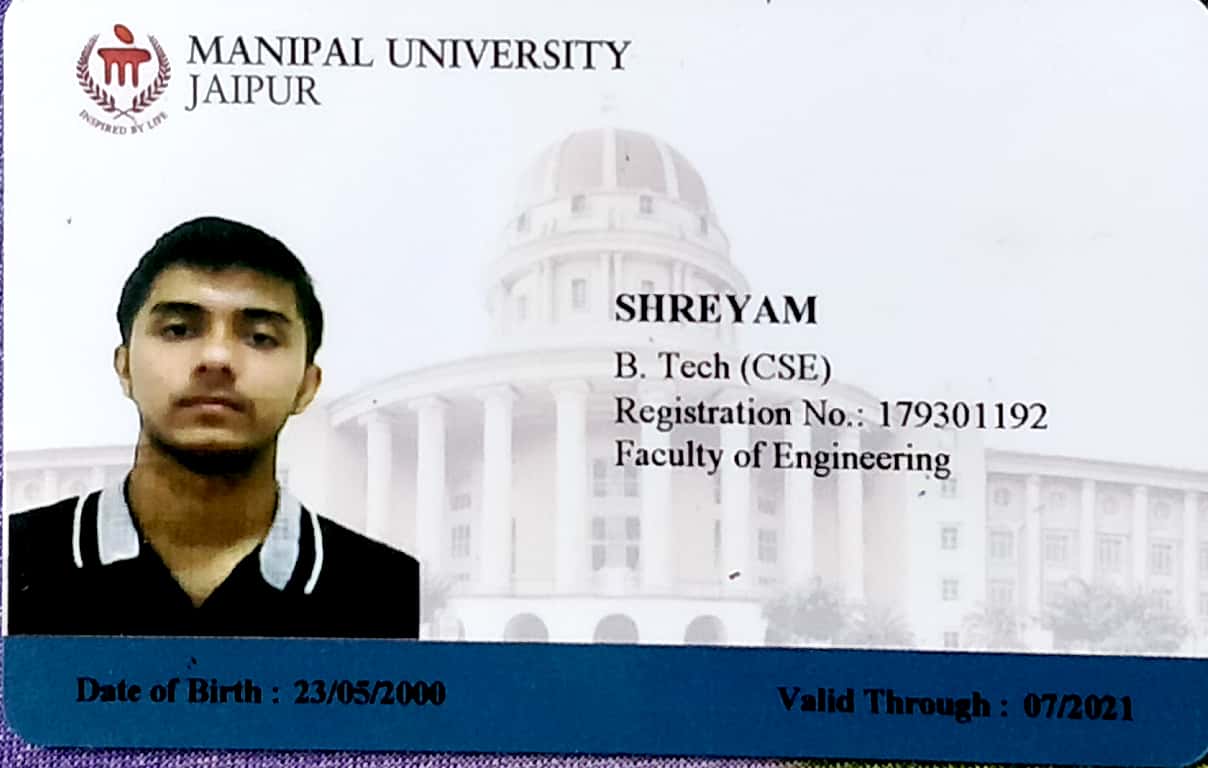 MANIPAL UNIVERSITY
JAIPUR
INSPIRED BY LIFE
SHREYAM
B. Tech (CSE)
Registration No.: 179301192
Faculty of Engineering
Date of Birth : 23/05/2000
Valid Through : 07/2021